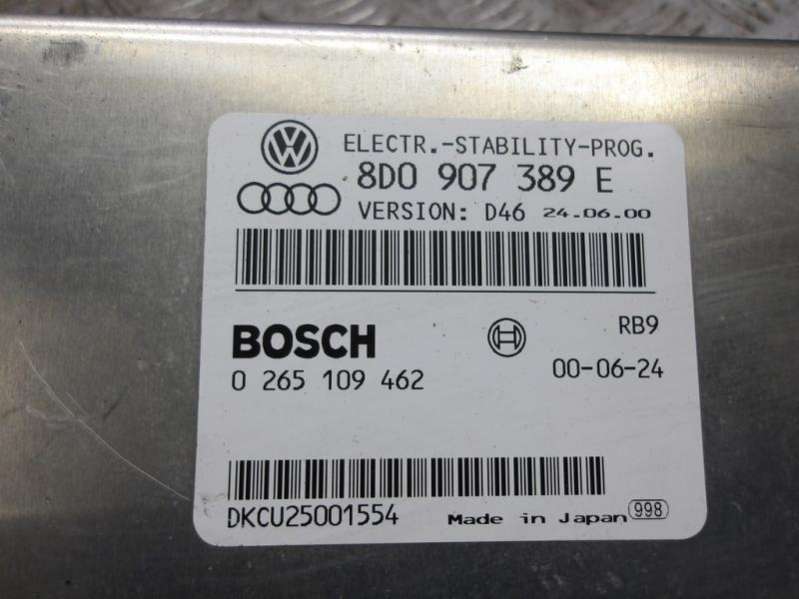 ELECTR.-STABILITY-PROG.
8D0 907 389 E
VERSION: D46 24.06.00
BOSCH
RB9
0 265 109 462
00-06-24
DKCU25001554
Made in Japan 998